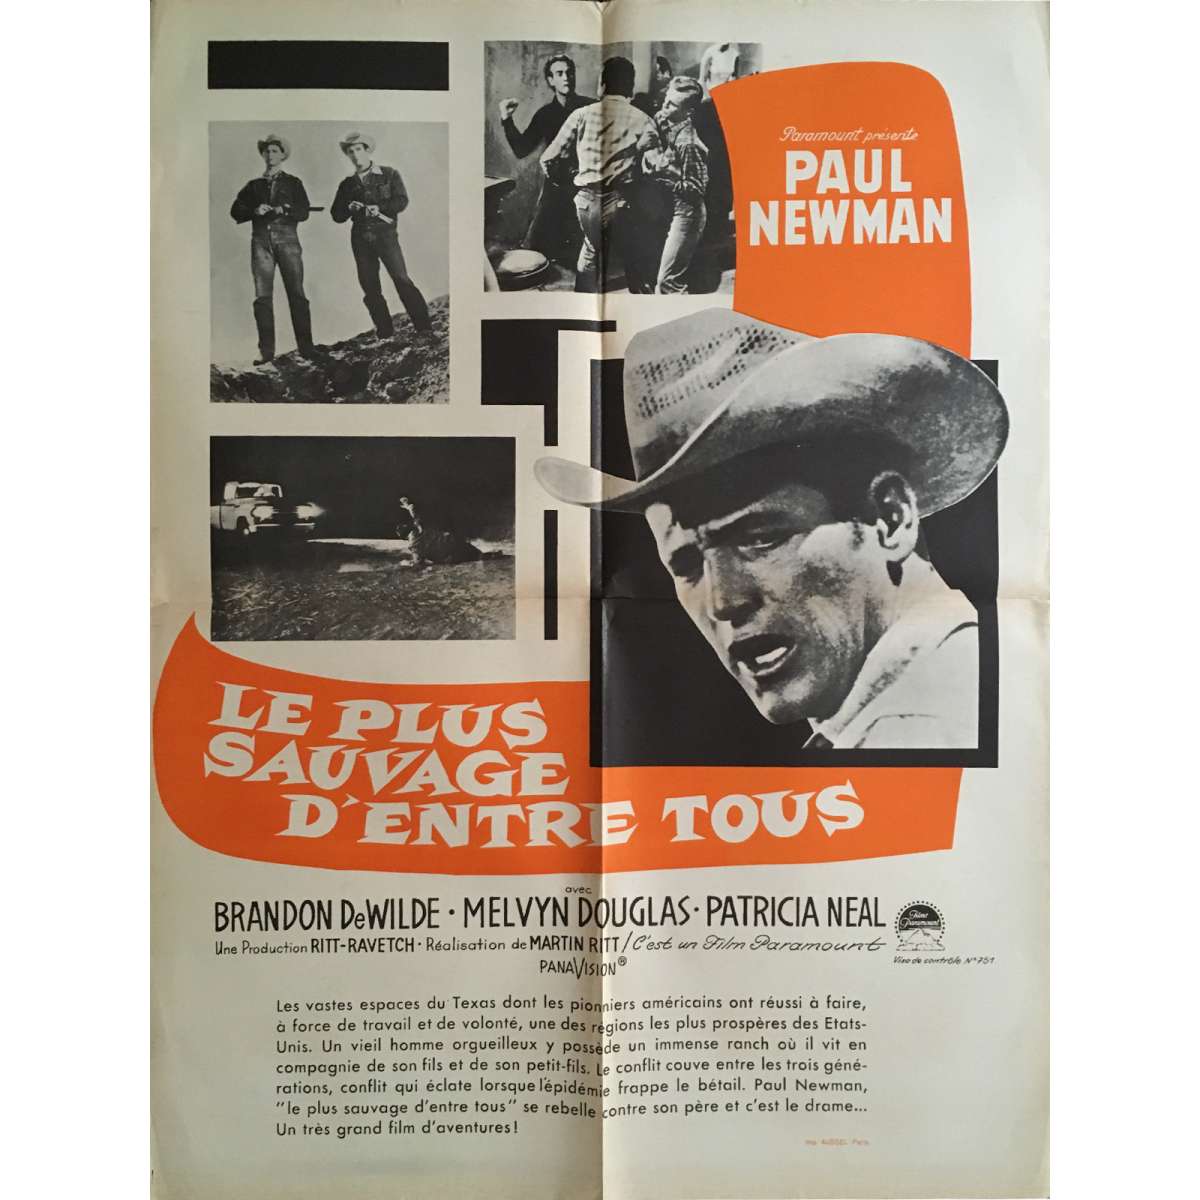 Paramount présente
PAUL
NEWMAN
LE PLUS
SAUVAGE
D'ENTRE TOUS
avec
BRANDON DeWILDE · MELVYN DOUGLAS · PATRICIA NEAL
Une Production RITT-RAVETCH · Réalisation de MARTIN RITT / C'est un Film Paramount
PANAVISION®
Films
Paramount
Visa de contrôle N° 751
Les vastes espaces du Texas dont les pionniers américains ont réussi à faire,
à force de travail et de volonté, une des régions les plus prospères des Etats-
Unis. Un vieil homme orgueilleux y possède un immense ranch où il vit en
compagnie de son fils et de son petit-fils. Le conflit couve entre les trois géné-
rations, conflit qui éclate lorsque l'épidémie frappe le bétail. Paul Newman,
"le plus sauvage d'entre tous" se rebelle contre son père et c'est le drame...
Un très grand film d'aventures!
Imp. AUSSEL. Paris.